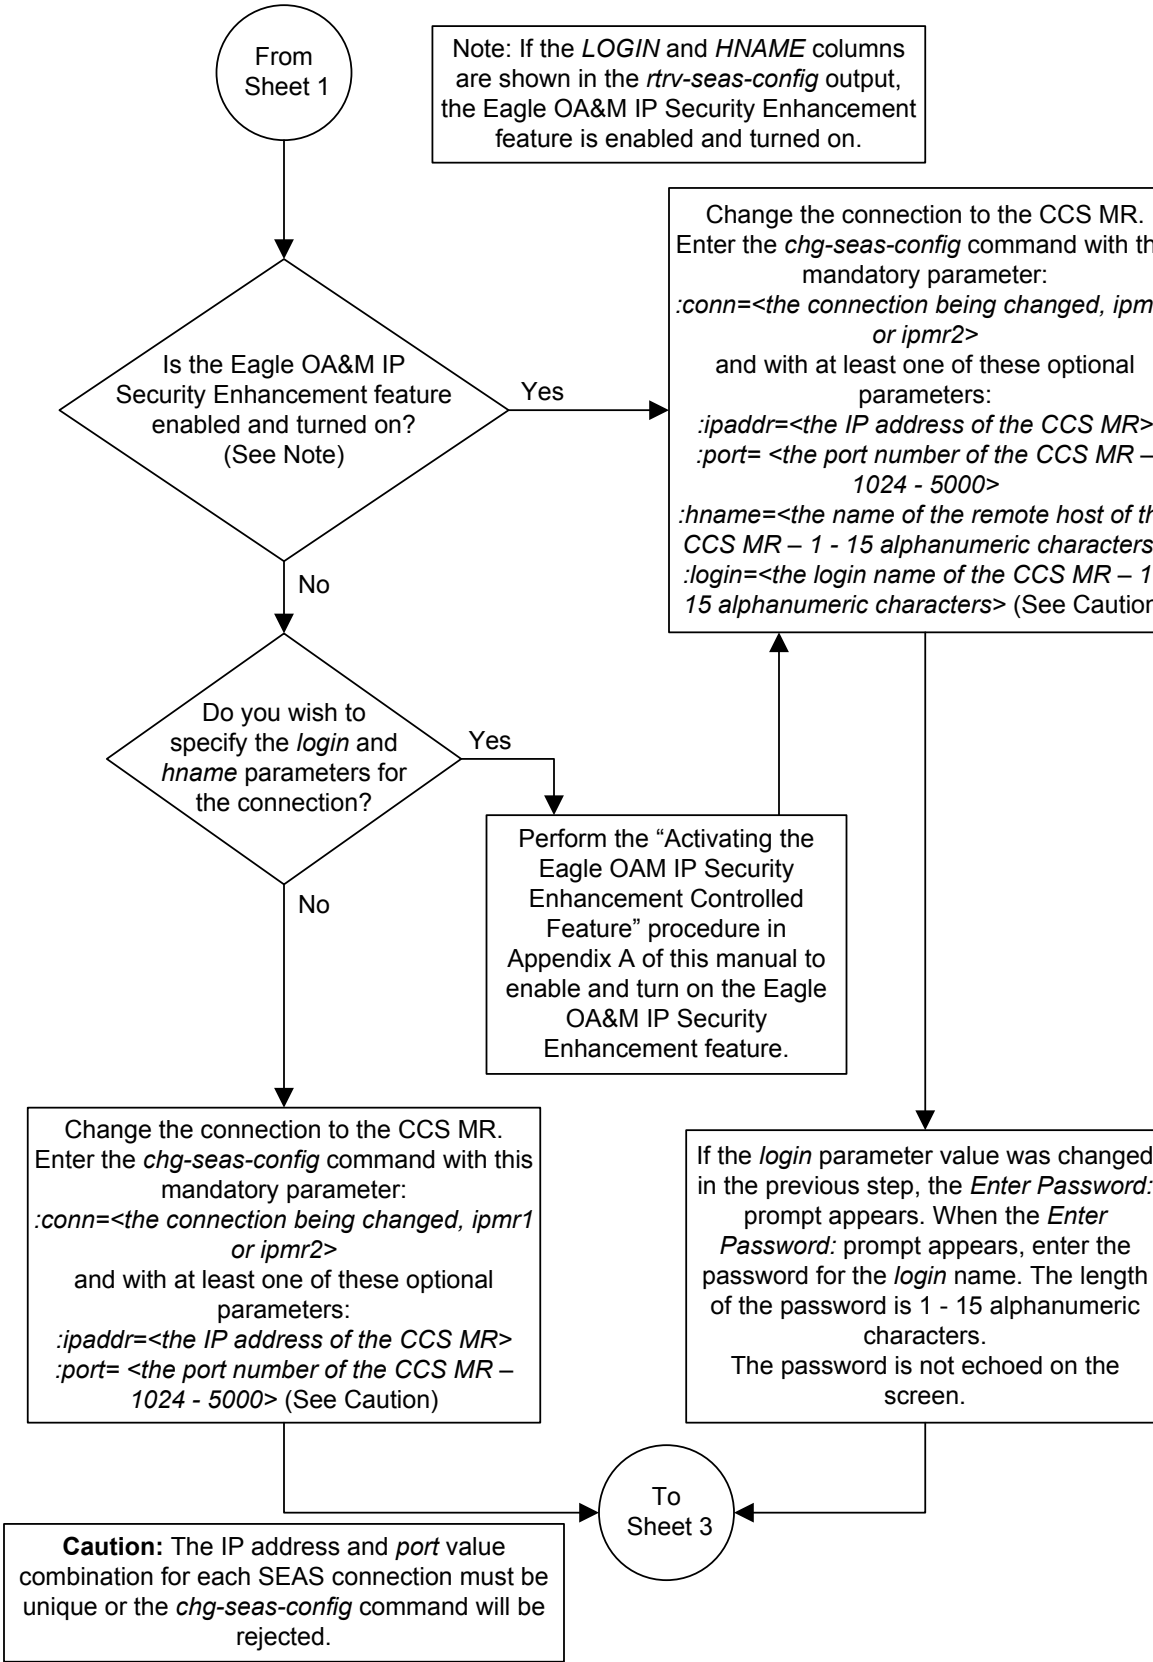 From
Sheet 1
Note: If the LOGIN and HNAME columns
are shown in the rtrv-seas-config output,
the Eagle OA&M IP Security Enhancement
feature is enabled and turned on.
Is the Eagle OA&M IP
Security Enhancement feature
enabled and turned on?
(See Note)
Yes
No
Change the connection to the CCS MR.
Enter the chg-seas-config command with
mandatory parameter:
:conn=<the connection being changed,
or ipmr2>
and with at least one of these optional
parameters:
:ipaddr=<the IP address of the CCS MR>
:port= <the port number of the CCS MR –
1024 - 5000>
:hname=<the name of the remote host of
CCS MR – 1 - 15 alphanumeric characters
:login=<the login name of the CCS MR – 1
15 alphanumeric characters> (See Caution
Do you wish to
specify the login and
hname parameters for
the connection?
Yes
No
Perform the “Activating the
Eagle OAM IP Security
Enhancement Controlled
Feature” procedure in
Appendix A of this manual to
enable and turn on the Eagle
OA&M IP Security
Enhancement feature.
Change the connection to the CCS MR.
Enter the chg-seas-config command with this
mandatory parameter:
:conn=<the connection being changed, ipmr1
or ipmr2>
and with at least one of these optional
parameters:
:ipaddr=<the IP address of the CCS MR>
:port= <the port number of the CCS MR –
1024 - 5000> (See Caution)
If the login parameter value was changed
in the previous step, the Enter Password:
prompt appears. When the Enter
Password: prompt appears, enter the
password for the login name. The length
of the password is 1 - 15 alphanumeric
characters.
The password is not echoed on the
screen.
To
Sheet 3
Caution: The IP address and port value
combination for each SEAS connection must be
unique or the chg-seas-config command will be
rejected.